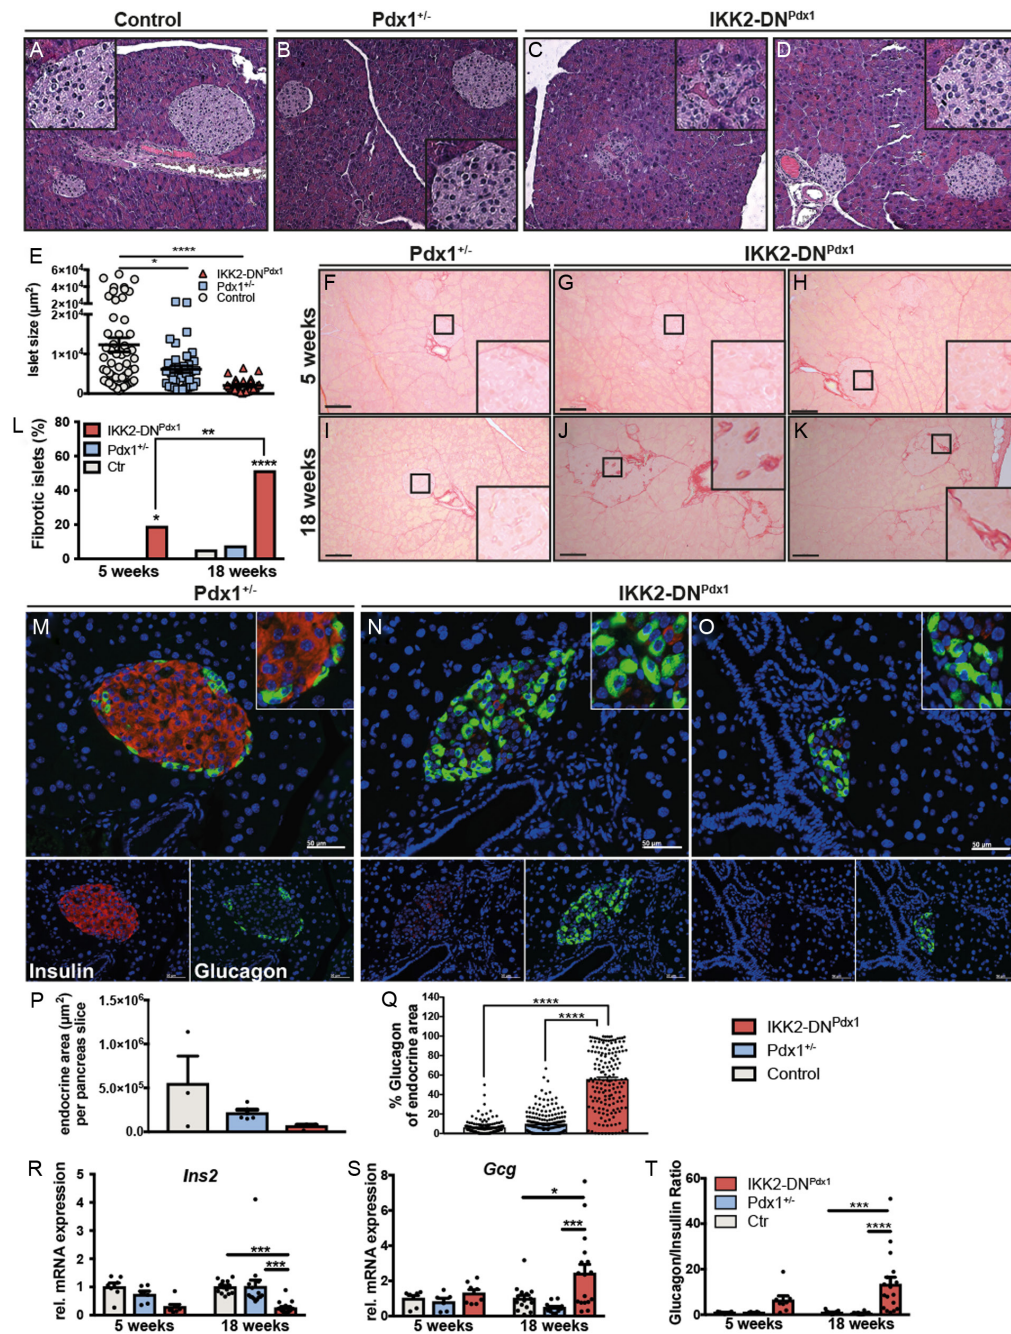 Control Pdx1+/- IKK2-DNPdx1
A B C D
E
**** 
*
6×10⁴
4×10⁴
2×10⁴
2×10⁴
1×10⁴
0
Islet size (µm²)
IKK2-DNPdx1
Pdx1+/-
Control
Pdx1+/- IKK2-DNPdx1
F G H
5 weeks
I J K
18 weeks
L
80
60
40
20
0
Fibrotic islets (%)
IKK2-DNPdx1
Pdx1+/-
Ctr
**
****
*
5 weeks 18 weeks
Pdx1+/- IKK2-DNPdx1
M N O
50 µm 50 µm 50 µm
Insulin Glucagon
P
1.5×10⁶
1.0×10⁶
5.0×10⁵
0.0
endocrine area (µm²)
per pancreas slice
Q
140
120
100
80
60
40
20
0
% Glucagon
of endocrine area
****
****
IKK2-DNPdx1
Pdx1+/-
Control
R
Ins2
5
4
3
2
1
0
rel. mRNA expression
***
***
5 weeks 18 weeks
S
Gcg
8
6
4
2
0
rel. mRNA expression
*
***
5 weeks 18 weeks
T
60
40
20
0
Glucagon/Insulin Ratio
IKK2-DNPdx1
Pdx1+/-
Ctr
***
****
5 weeks 18 weeks